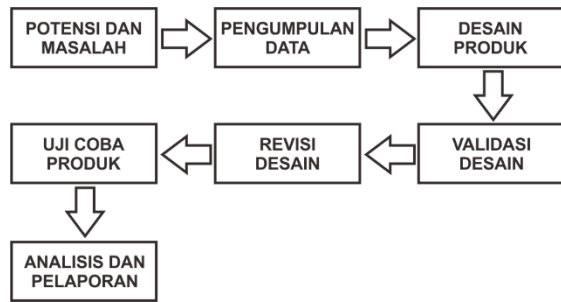 POTENSI DAN
MASALAH
PENGUMPULAN
DATA
DESAIN
PRODUK
VALIDASI
DESAIN
REVISI
DESAIN
UJI COBA
PRODUK
ANALISIS DAN
PELAPORAN